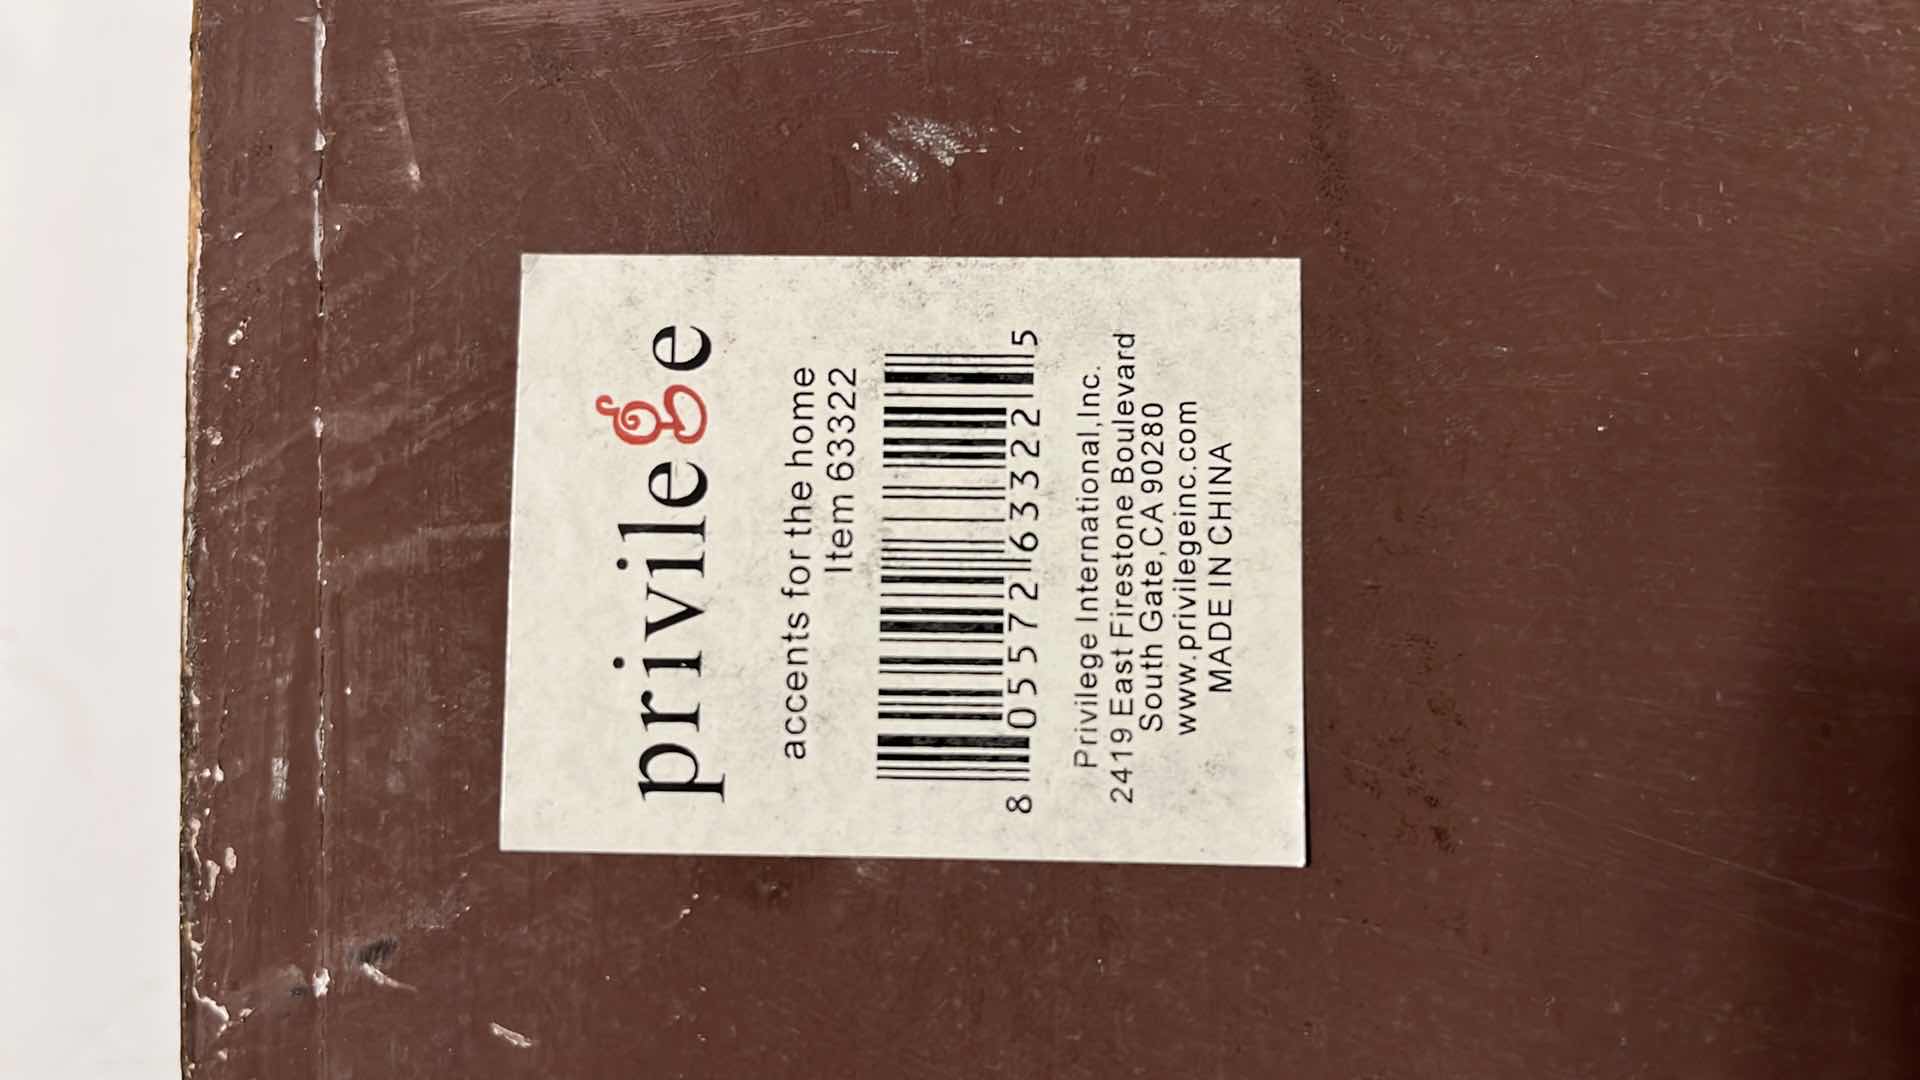 privilege
accents for the home
Item 63322
8 05572 63322 5
Privilege International,Inc.
2419 East Firestone Boulevard
South Gate,CA 90280
www.privilegeinc.com
MADE IN CHINA